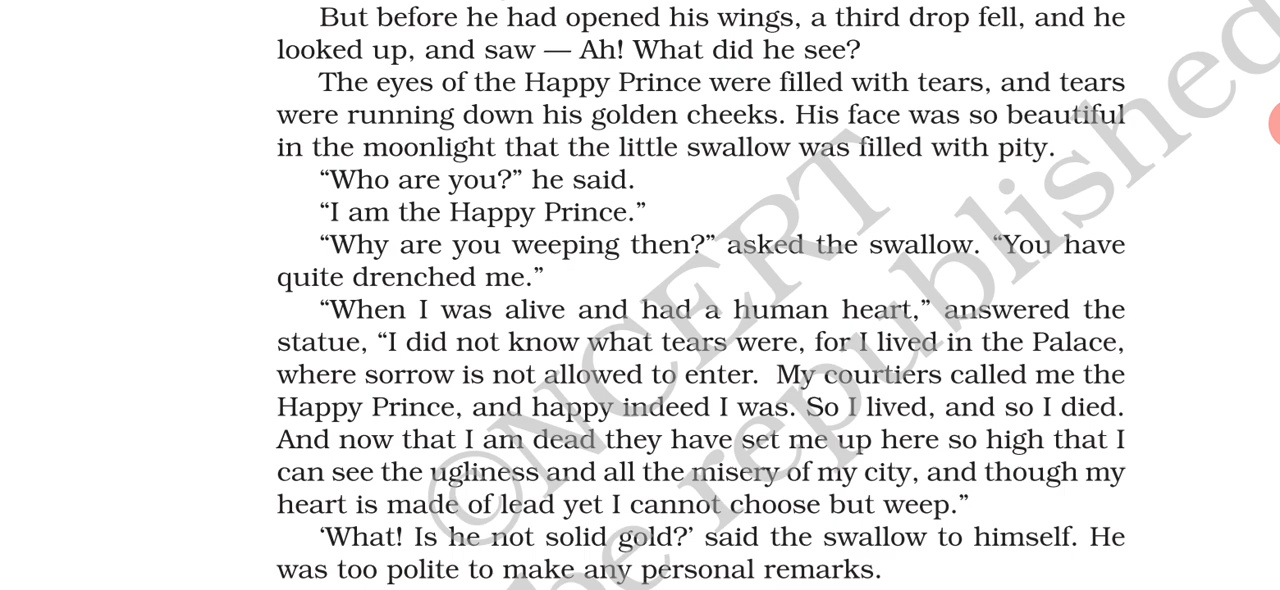 But before he had opened his wings, a third drop fell, and he
looked up, and saw — Ah! What did he see?
The eyes of the Happy Prince were filled with tears, and tears
were running down his golden cheeks. His face was so beautiful
in the moonlight that the little swallow was filled with pity.
“Who are you?” he said.
“I am the Happy Prince.”
“Why are you weeping then?” asked the swallow. “You have
quite drenched me.”
“When I was alive and had a human heart,” answered the
statue, “I did not know what tears were, for I lived in the Palace,
where sorrow is not allowed to enter.  My courtiers called me the
Happy Prince, and happy indeed I was. So I lived, and so I died.
And now that I am dead they have set me up here so high that I
can see the ugliness and all the misery of my city, and though my
heart is made of lead yet I cannot choose but weep.”
‘What! Is he not solid gold?’ said the swallow to himself. He
was too polite to make any personal remarks.
©NCERT
be republished